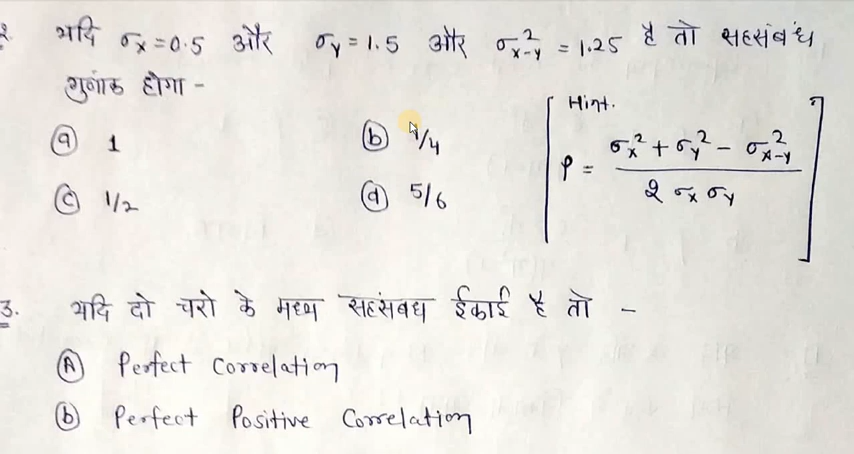 2. यदि σx = 0.5 और σy = 1.5 और σ²x-y = 1.25 है तो सहसंबंध
गुणांक होगा -
(a) 1
(b) 1/4
(c) 1/2
(d) 5/6
Hint.
ρ = (σx² + σy² - σ²x-y) / (2 σx σy)
3. यदि दो चरो के मध्य सहसंबध ईकाई है तो -
(A) Perfect Correlation
(b) Perfect Positive Correlation